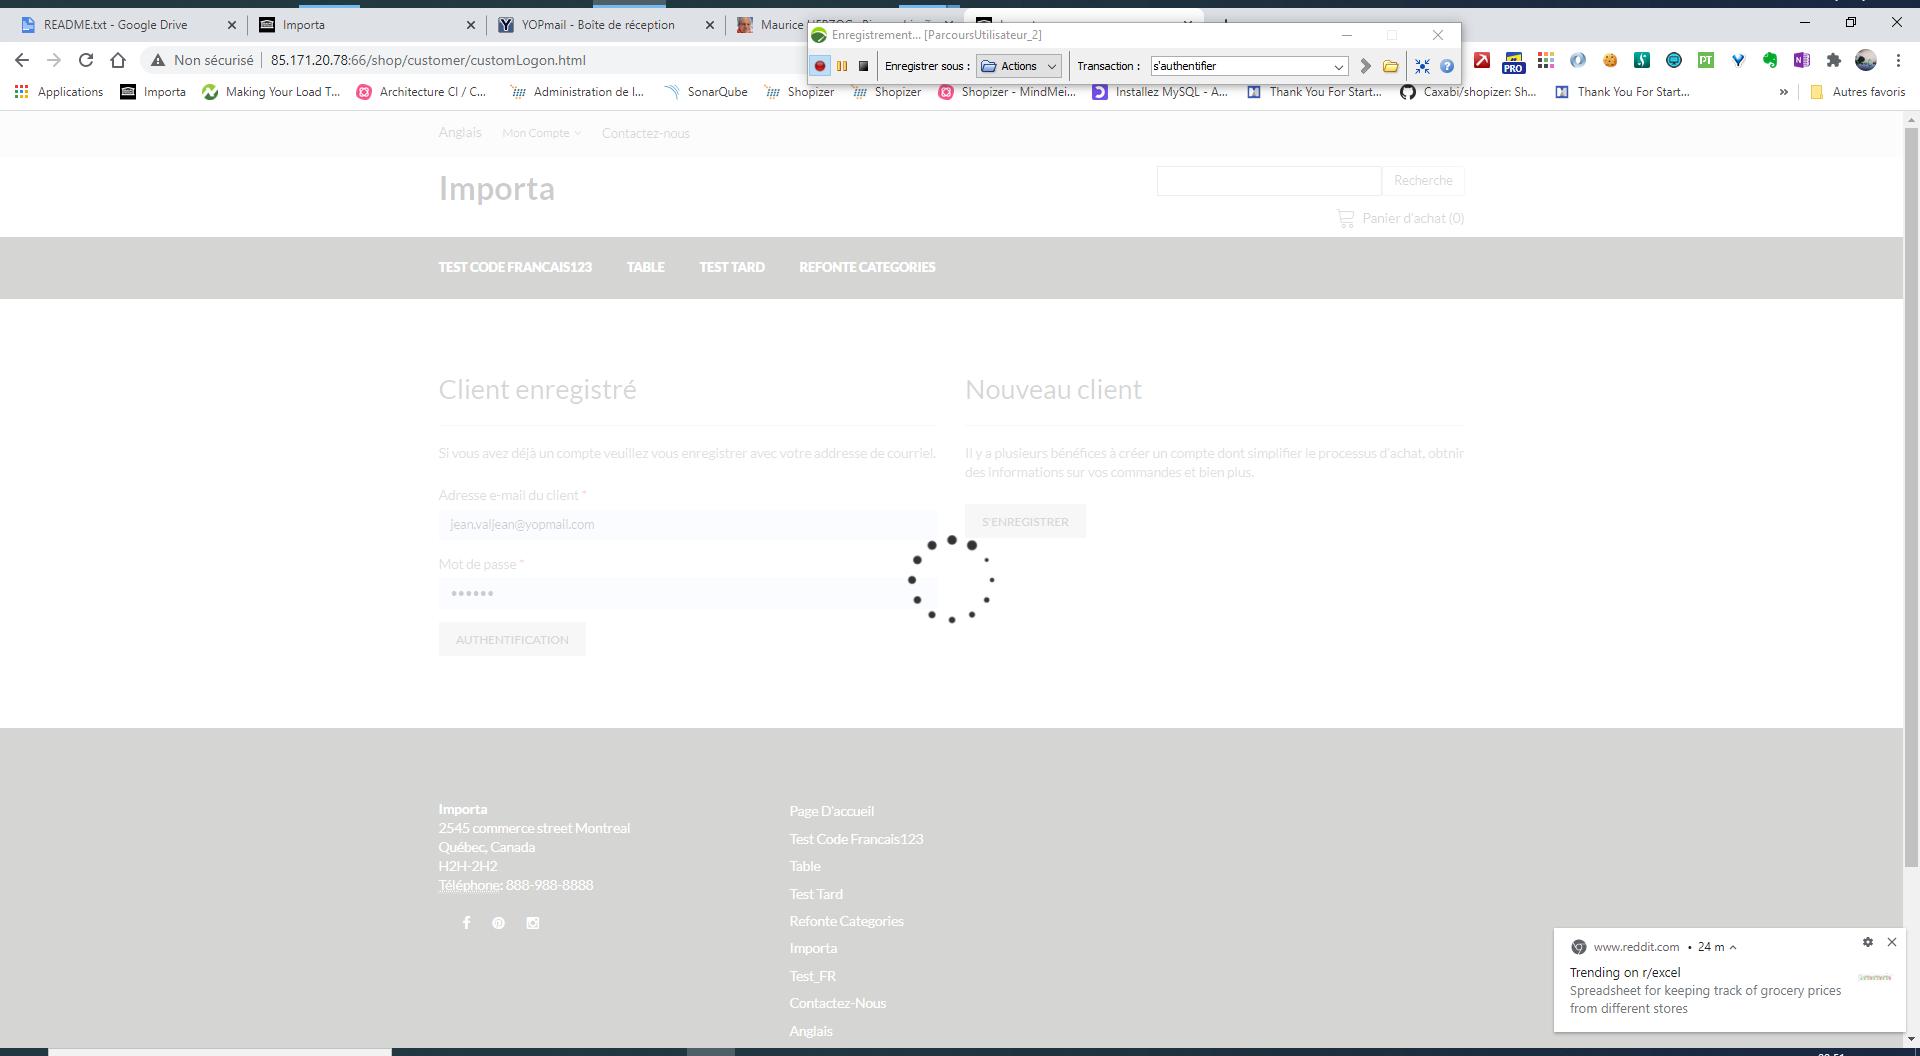 README.txt - Google Drive
Importa
YOPmail - Boîte de réception
Enregistrement... [ParcoursUtilisateur_2]
Non sécurisé
85.171.20.78:66/shop/customer/customLogon.html
Enregistrer sous :
Actions
Transaction :
s'authentifier
PRO
PT
Applications
Importa
Making Your Load T...
Architecture CI / C...
Administration de l...
SonarQube
Shopizer
Shopizer
Shopizer - MindMei...
Installez MySQL - A...
Thank You For Start...
Caxabi/shopizer: Sh...
Thank You For Start...
»
Autres favoris
Anglais
Mon Compte
Contactez-nous
Importa
Recherche
Panier d'achat (0)
TEST CODE FRANCAIS123
TABLE
TEST TARD
REFONTE CATEGORIES
Client enregistré
Nouveau client
Si vous avez déjà un compte veuillez vous enregistrer avec votre addresse de courriel.
Il y a plusieurs bénéfices à créer un compte dont simplifier le processus d'achat, obtnir
des informations sur vos commandes et bien plus.
Adresse e-mail du client *
jean.valjean@yopmail.com
S'ENREGISTRER
Mot de passe *
••••••
AUTHENTIFICATION
Importa
2545 commerce street Montreal
Québec, Canada
H2H-2H2
Téléphone: 888-988-8888
Page D'accueil
Test Code Francais123
Table
Test Tard
Refonte Categories
Importa
Test_FR
Contactez-Nous
Anglais
www.reddit.com • 24 m
Trending on r/excel
Spreadsheet for keeping track of grocery prices
from different stores